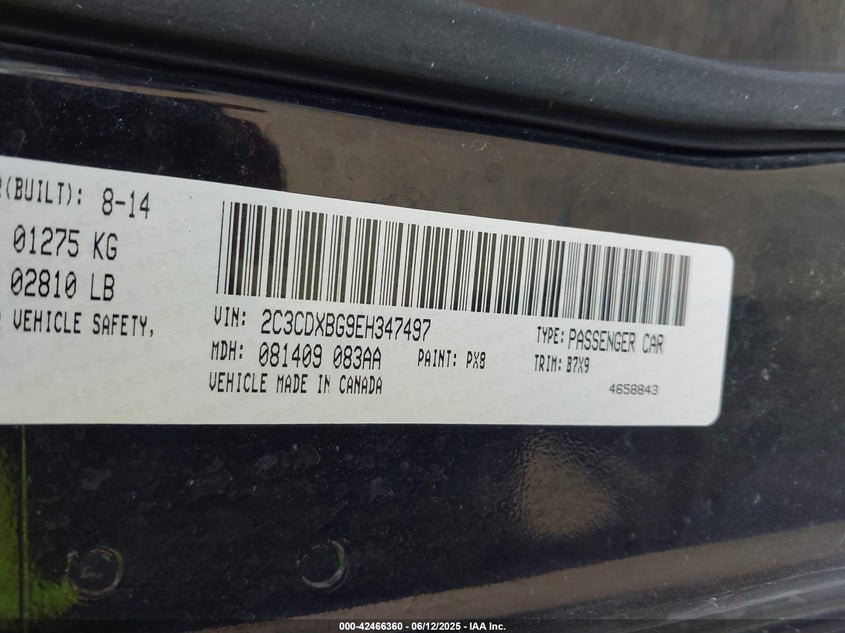 (BUILT): 8-14
01275 KG
02810 LB
VEHICLE SAFETY,
VIN: 2C3CDXBG9EH347497
TYPE: PASSENGER CAR
MDH: 081409 083AA
PAINT: PX8
TRIM: B7X9
VEHICLE MADE IN CANADA
4658843
000-42466360 - 06/12/2025 - IAA Inc.